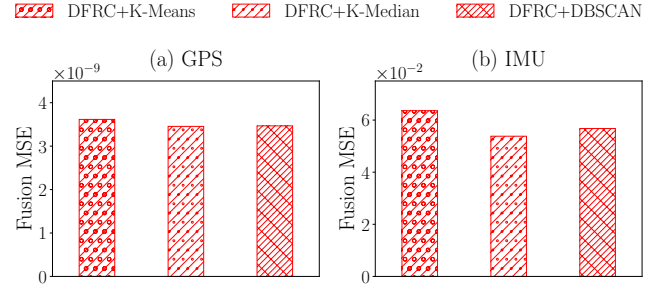 DFRC+K-Means DFRC+K-Median DFRC+DBSCAN
(a) GPS (b) IMU
×10⁻⁹ ×10⁻²
Fusion MSE
4
3
2
1
0
Fusion MSE
6
4
2
0